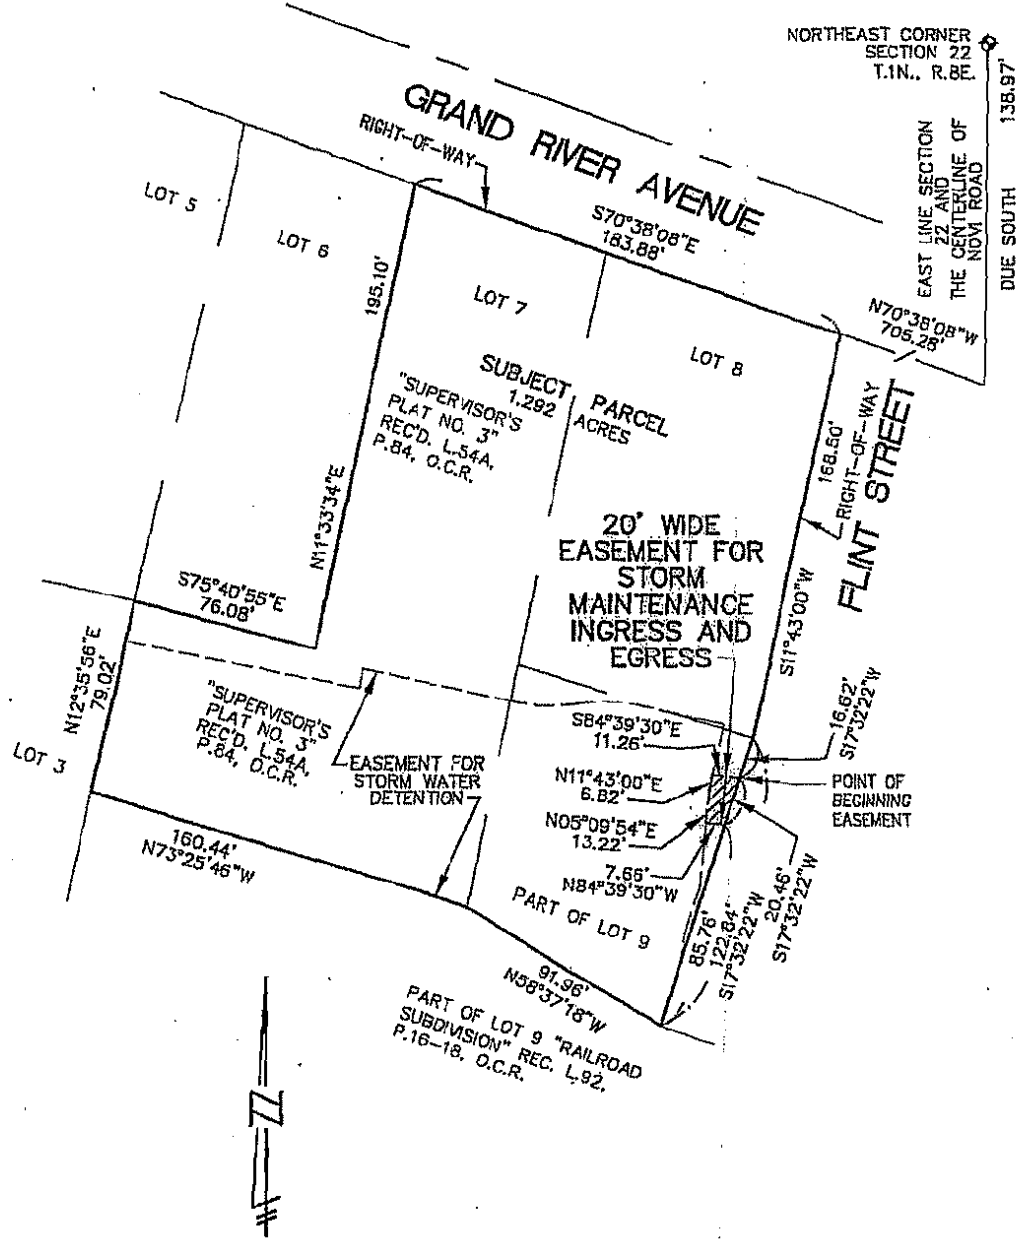 NORTHEAST CORNER
SECTION 22
T.1N., R.8E.
138.97'
DUE SOUTH
EAST LINE SECTION
22 AND
THE CENTERLINE OF
NOVI ROAD
GRAND RIVER AVENUE
RIGHT-OF-WAY
S70°38'08"E
183.88'
N70°38'08"W
705.28'
LOT 5
LOT 6
195.10'
N11°33'34"E
LOT 7
LOT 8
SUBJECT PARCEL
1.292 ACRES
"SUPERVISOR'S
PLAT NO. 3"
REC'D. L.54A,
P.84, O.C.R.
168.50'
S11°43'00"W
RIGHT-OF-WAY
FLINT STREET
20' WIDE
EASEMENT FOR
STORM
MAINTENANCE
INGRESS AND
EGRESS
S75°40'55"E
76.08'
N12°35'56"E
79.02'
LOT 3
"SUPERVISOR'S
PLAT NO. 3"
REC'D. L.54A,
P.84, O.C.R.
EASEMENT FOR
STORM WATER
DETENTION
S84°39'30"E
11.26'
N11°43'00"E
6.82'
N05°09'54"E
13.22'
7.66'
N84°39'30"W
16.62'
S17°32'22"W
POINT OF
BEGINNING
EASEMENT
20.46'
S17°32'22"W
85.76'
122.84'
S17°32'22"W
160.44'
N73°25'46"W
PART OF LOT 9
91.96'
N58°37'18"W
PART OF LOT 9 "RAILROAD
SUBDIVISION" REC. L.92,
P.16-18, O.C.R.
N